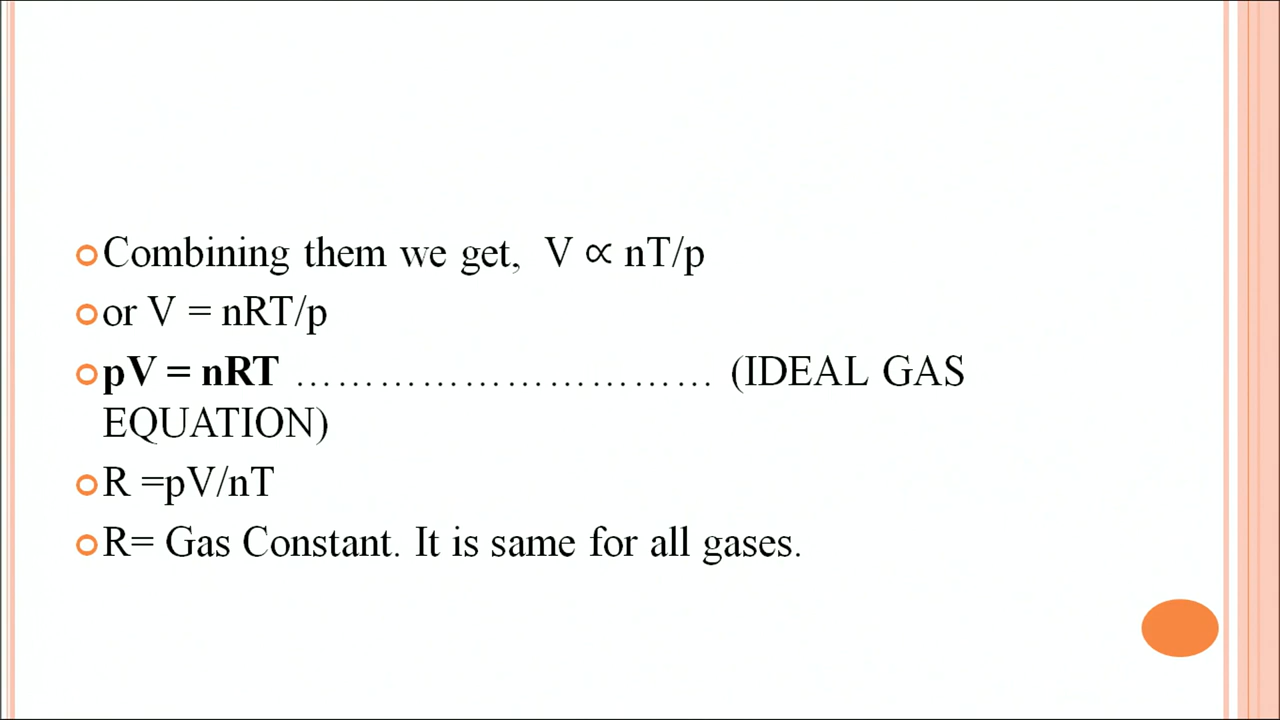 Combining them we get, V ∝ nT/p
or V = nRT/p
pV = nRT ………………………… (IDEAL GAS
EQUATION)
R =pV/nT
R= Gas Constant. It is same for all gases.